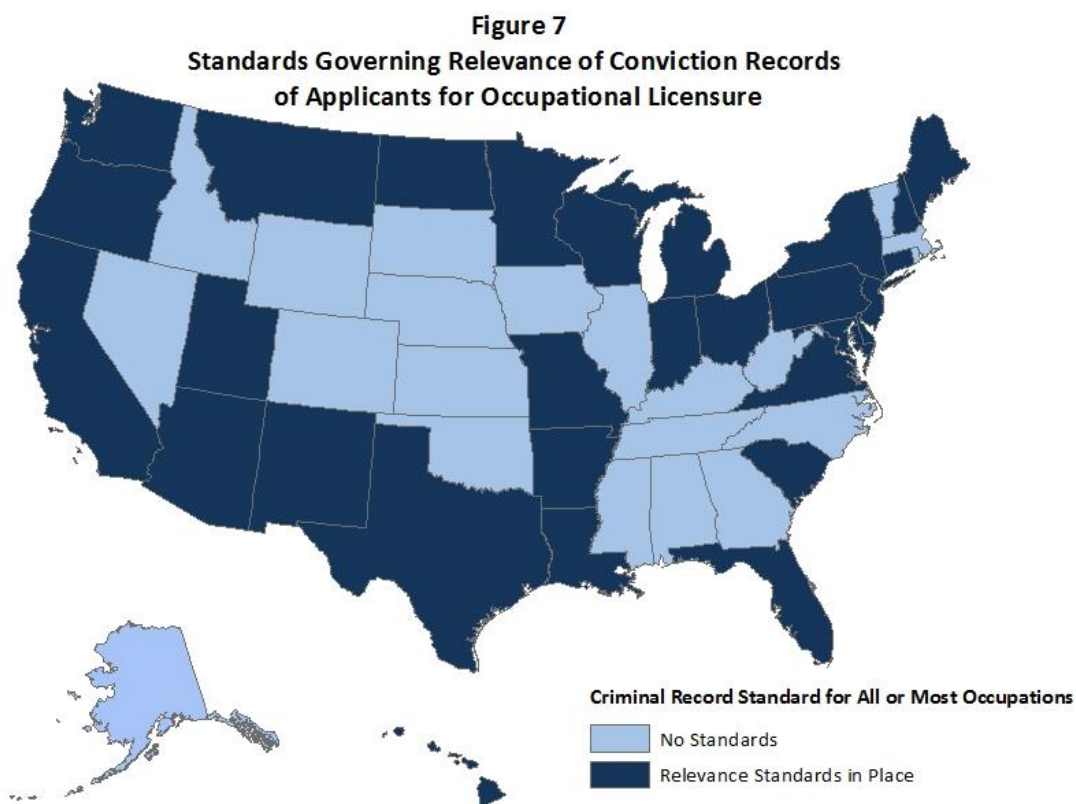 Figure 7
Standards Governing Relevance of Conviction Records
of Applicants for Occupational Licensure
Criminal Record Standard for All or Most Occupations
No Standards
Relevance Standards in Place